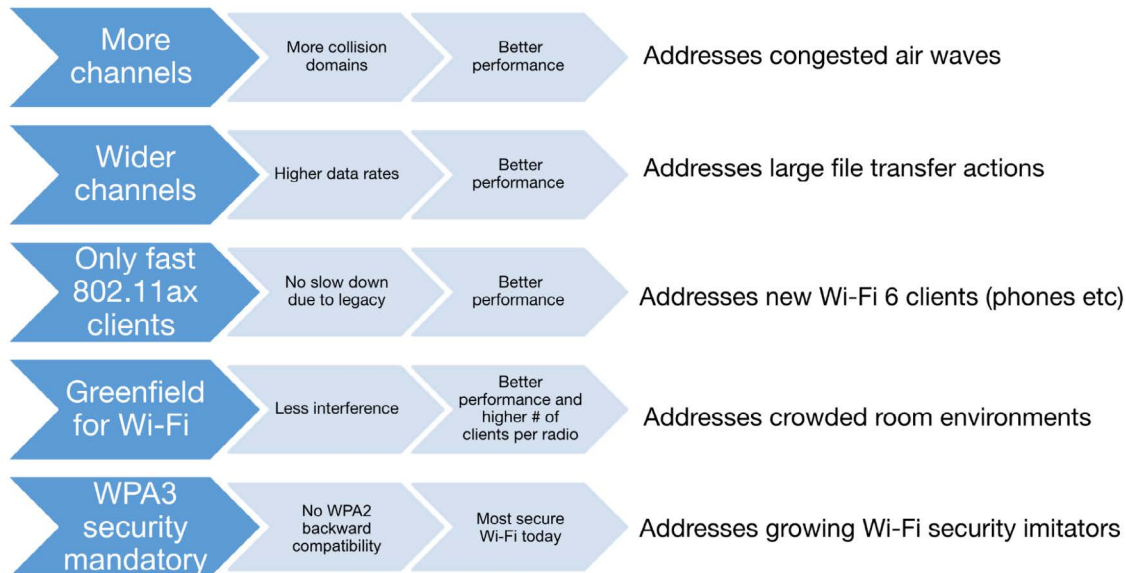 More
channels
More collision
domains
Better
performance
Addresses congested air waves
Wider
channels
Higher data rates
Better
performance
Addresses large file transfer actions
Only fast
802.11ax
clients
No slow down
due to legacy
Better
performance
Addresses new Wi-Fi 6 clients (phones etc)
Greenfield
for Wi-Fi
Less interference
Better
performance and
higher # of
clients per radio
Addresses crowded room environments
WPA3
security
mandatory
No WPA2
backward
compatibility
Most secure
Wi-Fi today
Addresses growing Wi-Fi security imitators